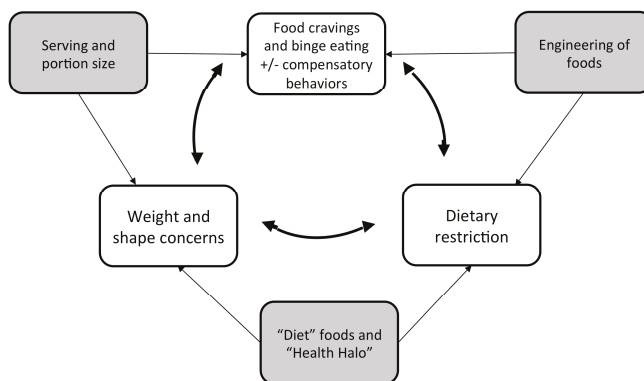 Serving and
portion size
Food cravings
and binge eating
+/- compensatory
behaviors
Engineering of
foods
Weight and
shape concerns
Dietary
restriction
“Diet” foods and
“Health Halo”